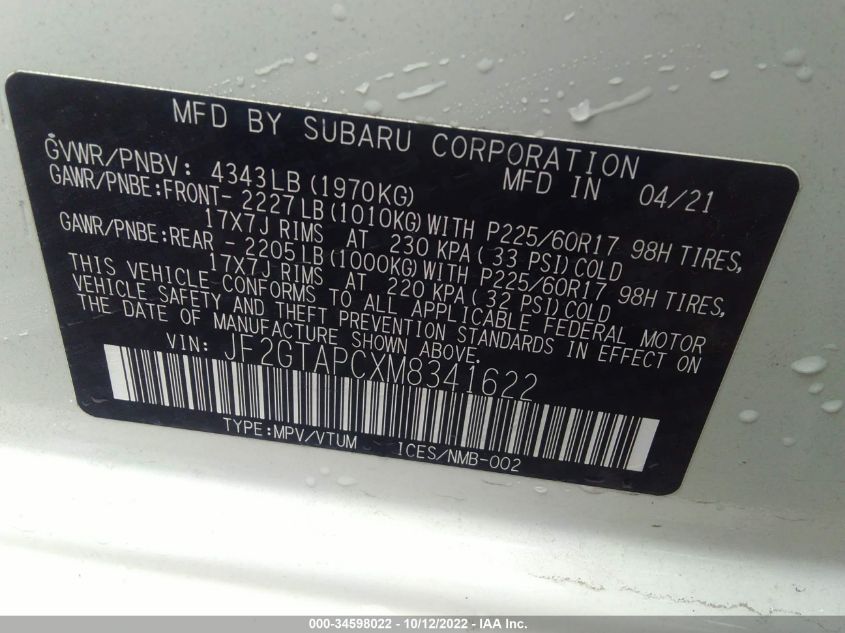 MFD BY SUBARU CORPORATION
GVWR/PNBV: 4343LB(1970KG) MFD IN 04/21
GAWR/PNBE:FRONT- 2227LB(1010KG)WITH P225/60R17 98H TIRES,
17X7J RIMS AT 230 KPA(33 PSI)COLD
GAWR/PNBE:REAR - 2205LB(1000KG)WITH P225/60R17 98H TIRES,
17X7J RIMS AT 220 KPA(32 PSI)COLD
THIS VEHICLE CONFORMS TO ALL APPLICABLE FEDERAL MOTOR
VEHICLE SAFETY AND THEFT PREVENTION STANDARDS IN EFFECT ON
THE DATE OF MANUFACTURE SHOWN ABOVE.
VIN: JF2GTAPCXM8341622
TYPE:MPV/VTUM ICES/NMB-002
000-34598022 - 10/12/2022 - IAA Inc.